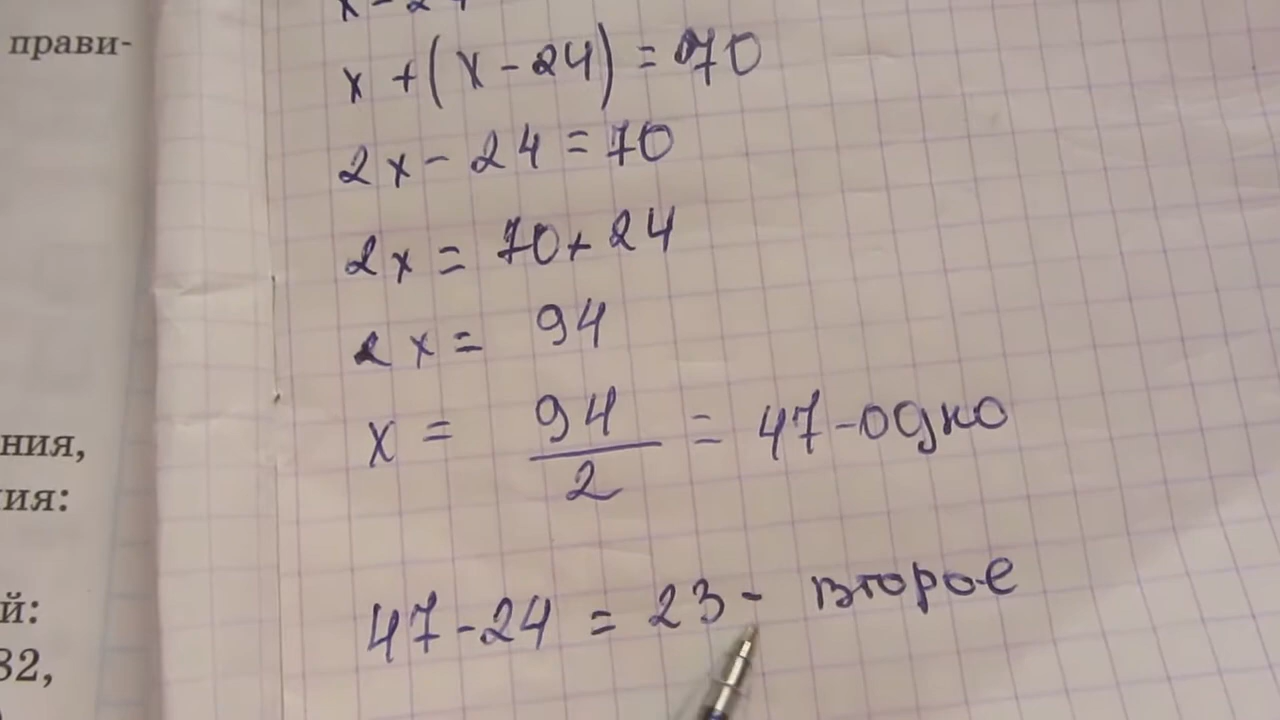 прави-
x - 24
x + (x - 24) = 70
2x - 24 = 70
2x = 70 + 24
2x = 94
x = 94/2 = 47 - одно
ния,
ия:
47 - 24 = 23 - второе
й:
32,